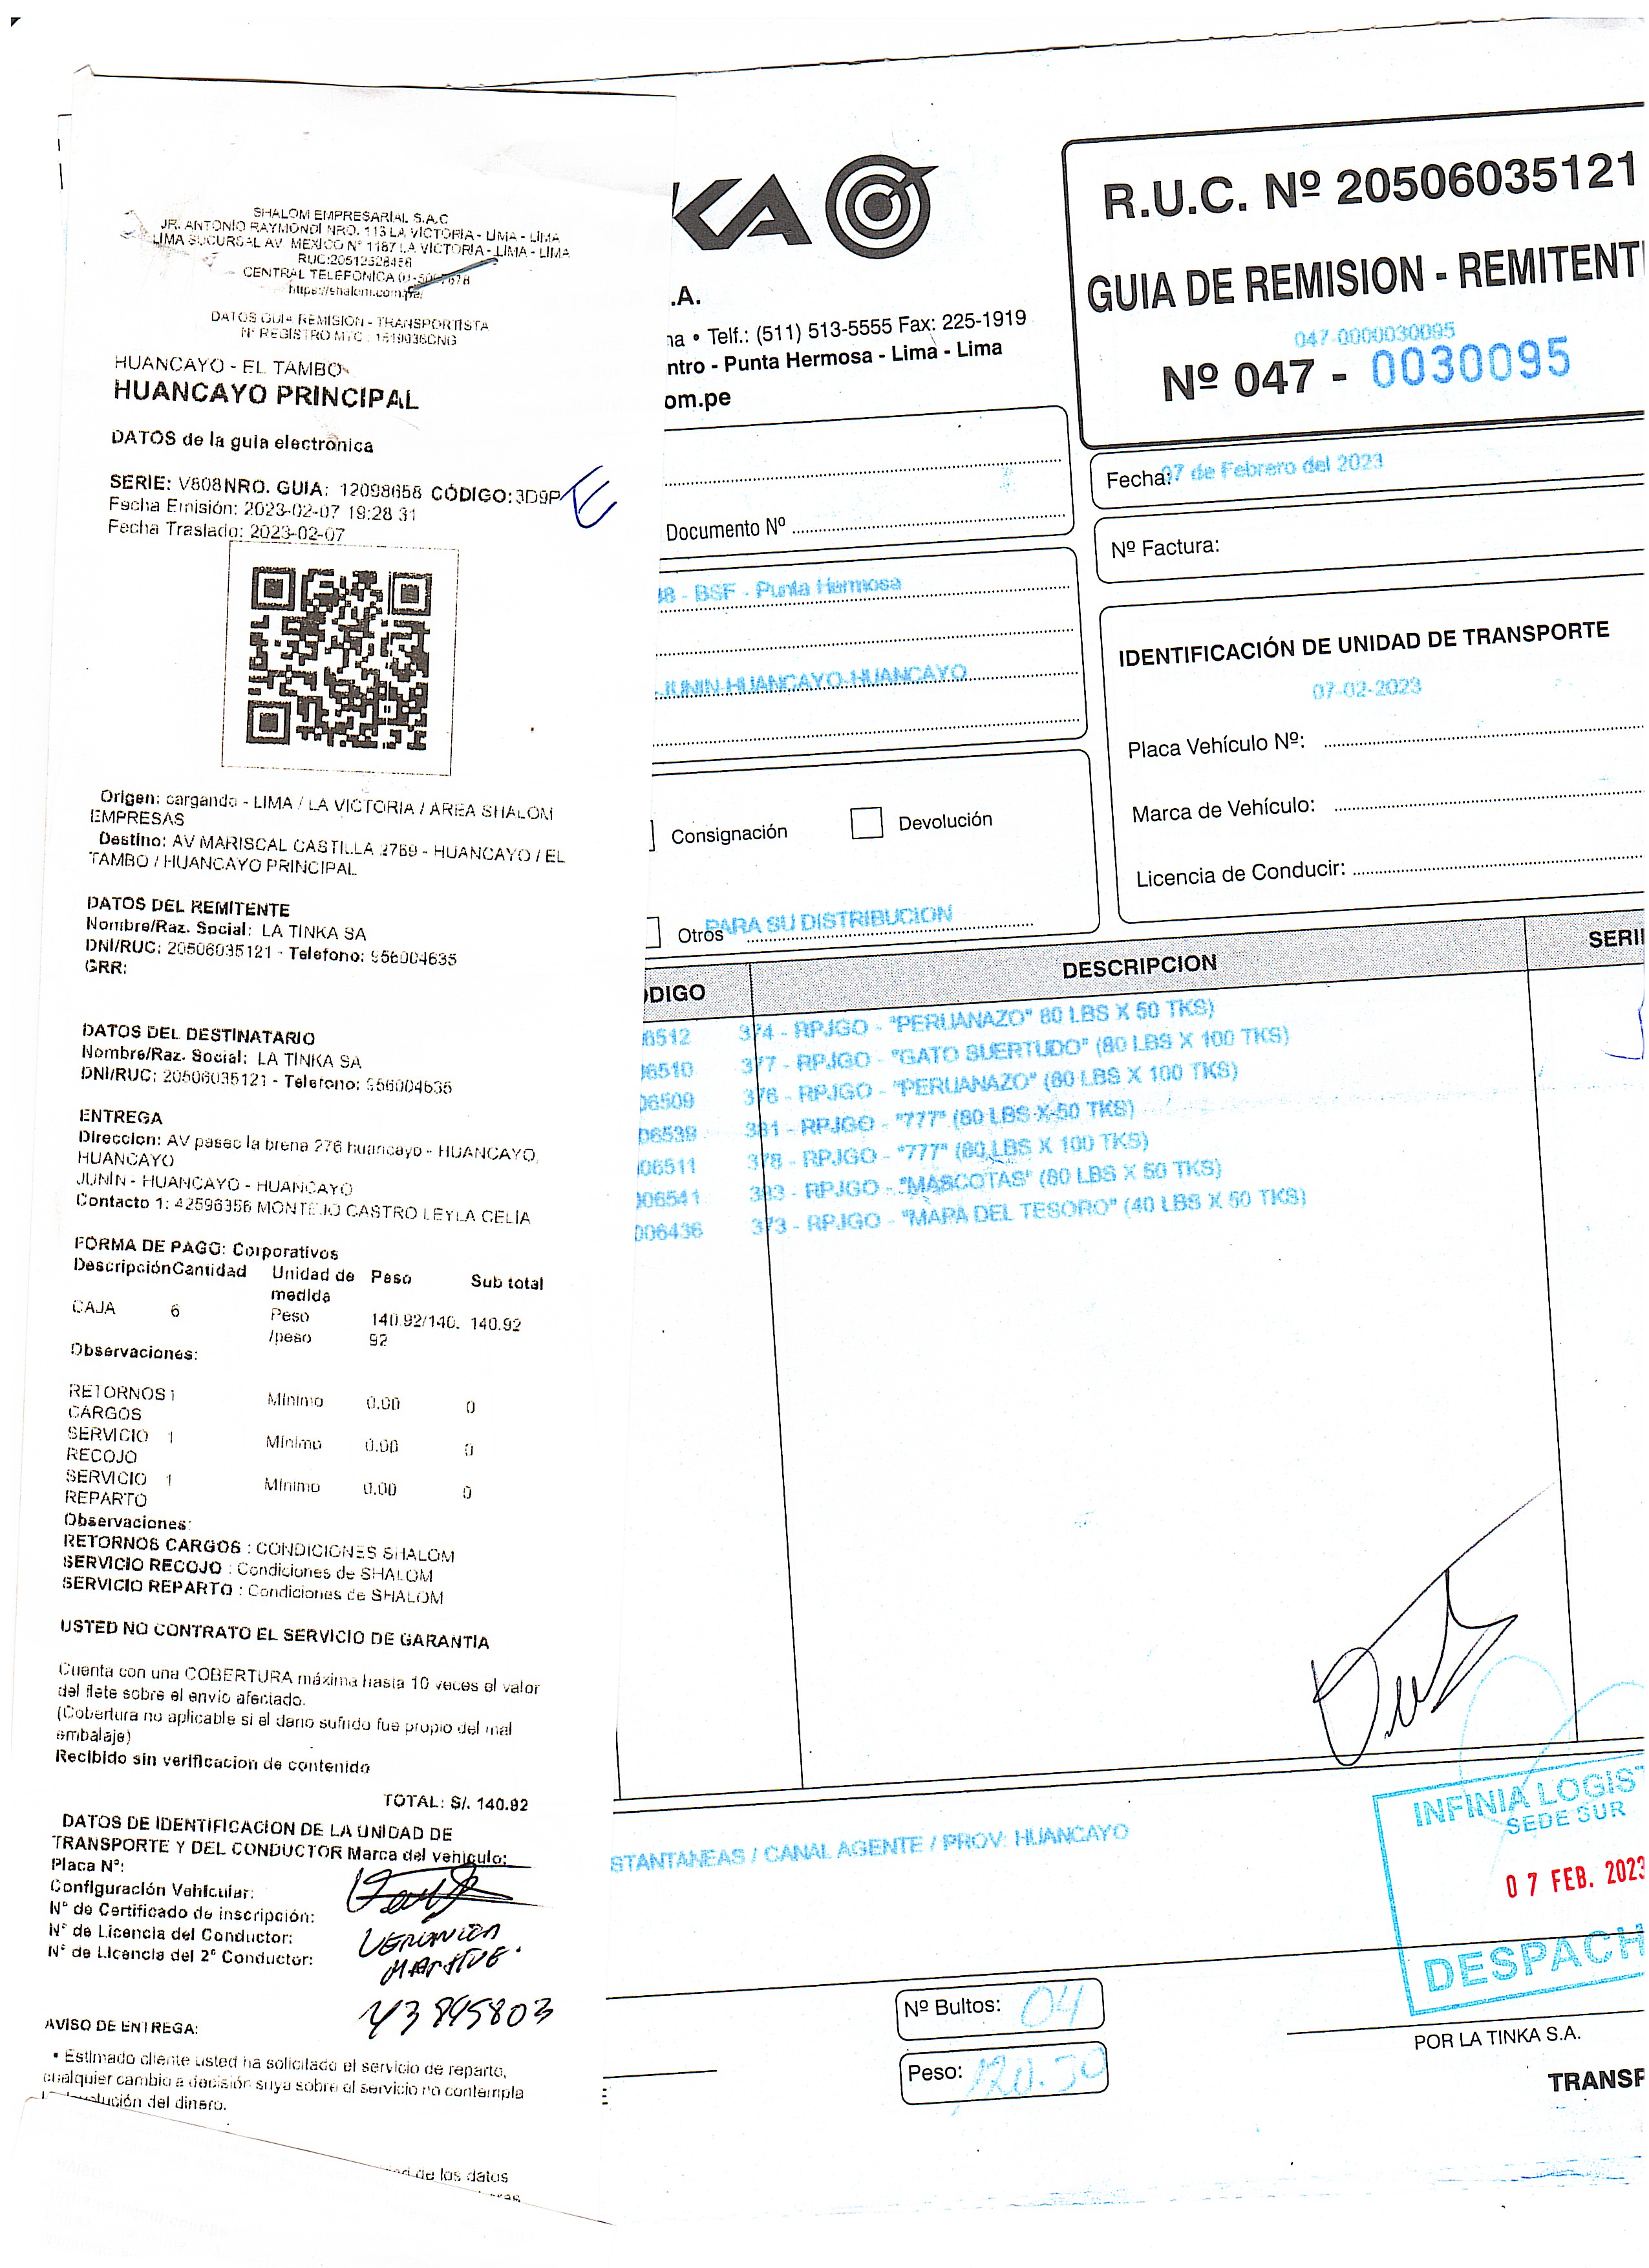 SHALOM EMPRESARIAL S.A.C
JR. ANTONIO RAYMONDI NRO. 113 LA VICTORIA - LIMA - LIMA
LIMA SUCURSAL AV. MEXICO N° 1187 LA VICTORIA - LIMA - LIMA
CENTRAL TELEFONICA
https://shalom.com.pe/
DATOS GUIA REMISION - TRANSPORTISTA
N° REGISTRO MTC :
HUANCAYO - EL TAMBO
HUANCAYO PRINCIPAL
DATOS de la guia electronica
SERIE: V808 NRO. GUIA: 12098658 CÓDIGO: 3D9P
E
Fecha Emisión: 2023-02-07 19:28 31
Fecha Traslado: 2023-02-07
Origen: cargando - LIMA / LA VICTORIA / AREA SHALOM
EMPRESAS
Destino: AV MARISCAL CASTILLA 2769 - HUANCAYO / EL
TAMBO / HUANCAYO PRINCIPAL
DATOS DEL REMITENTE
Nombre/Raz. Social: LA TINKA SA
DNI/RUC: 20506035121 - Telefono: 956004635
GRR:
DATOS DEL DESTINATARIO
Nombre/Raz. Social: LA TINKA SA
DNI/RUC: 20506035121 - Telefono: 956004635
ENTREGA
Direccion: AV paseo la brena 276 huancayo - HUANCAYO,
HUANCAYO
JUNIN - HUANCAYO - HUANCAYO
Contacto 1: 42596356 MONTEJO CASTRO LEYLA CELIA
FORMA DE PAGO: Corporativos
Descripción Cantidad Unidad de medida Peso Sub total
CAJA 6 Peso /peso 140.92/140.92 140.92
Observaciones:
RETORNOS CARGOS 1 Mínimo 0.00 0
SERVICIO RECOJO 1 Mínimo 0.00 0
SERVICIO REPARTO 1 Mínimo 0.00 0
Observaciones:
RETORNOS CARGOS : CONDICIONES SHALOM
SERVICIO RECOJO : Condiciones de SHALOM
SERVICIO REPARTO : Condiciones de SHALOM
USTED NO CONTRATO EL SERVICIO DE GARANTIA
Cuenta con una COBERTURA máxima hasta 10 veces el valor
del flete sobre el envio afectado.
(Cobertura no aplicable si el daño sufrido fue propio del mal
embalaje)
Recibido sin verificacion de contenido
TOTAL: S/. 140.92
DATOS DE IDENTIFICACION DE LA UNIDAD DE
TRANSPORTE Y DEL CONDUCTOR Marca del vehiculo:
Placa N°:
Configuración Vehicular:
N° de Certificado de inscripción:
N° de Licencia del Conductor:
N° de Licencia del 2° Conductor:
43895803
AVISO DE ENTREGA:
• Estimado cliente usted ha solicitado el servicio de reparto,
cualquier cambio a decisión suya sobre el servicio no contempla
del dinero.
de los datos
KA
.A.
na • Telf.: (511) 513-5555 Fax: 225-1919
ntro - Punta Hermosa - Lima - Lima
om.pe
R.U.C. Nº 20506035121
GUIA DE REMISION - REMITENT
047-0000030095
Nº 047 - 0030095
Documento Nº
Fecha: 07 de Febrero del 2023
Nº Factura:
98 - BSF - Punta Hermosa
JUNIN-HUANCAYO-HUANCAYO
IDENTIFICACIÓN DE UNIDAD DE TRANSPORTE
07-02-2023
Placa Vehículo Nº:
Marca de Vehículo:
Licencia de Conducir:
Consignación Devolución
Otros PARA SU DISTRIBUCION
ODIGO DESCRIPCION SERI
6512 374 - RPJGO - "PERUANAZO" 80 LBS X 50 TKS)
06510 377 - RPJGO - "GATO SUERTUDO" (80 LBS X 100 TKS)
06509 376 - RPJGO - "PERUANAZO" (80 LBS X 100 TKS)
06539 381 - RPJGO - "777" (80 LBS X 50 TKS)
06511 378 - RPJGO - "777" (80 LBS X 100 TKS)
006541 383 - RPJGO - "MASCOTAS" (80 LBS X 50 TKS)
006436 373 - RPJGO - "MAPA DEL TESORO" (40 LBS X 50 TKS)
STANTANEAS / CANAL AGENTE / PROV: HUANCAYO
INFINIA LOGIST
SEDE SUR
07 FEB. 2023
DESPACH
Nº Bultos: 04
Peso: 120.50
POR LA TINKA S.A.
TRANSP